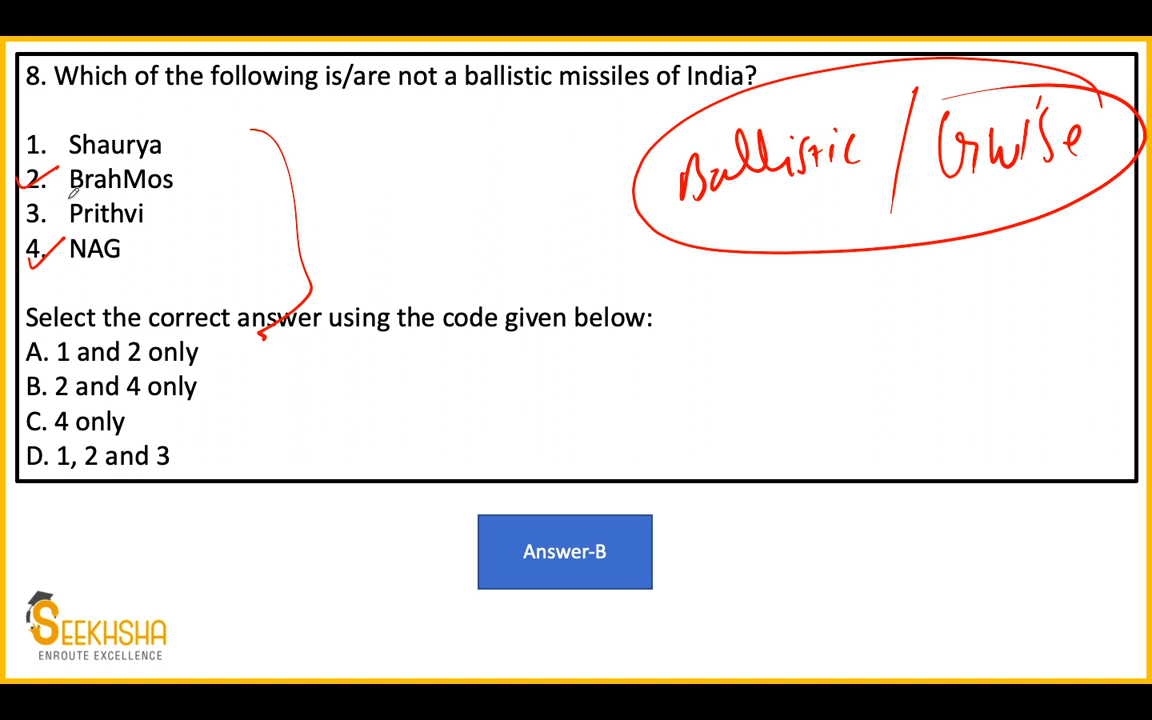 8. Which of the following is/are not a ballistic missiles of India?
Ballistic / Cruise
1. Shaurya
2. BrahMos
3. Prithvi
4. NAG
Select the correct answer using the code given below:
A. 1 and 2 only
B. 2 and 4 only
C. 4 only
D. 1, 2 and 3
Answer-B
SEEKHSHA
ENROUTE EXCELLENCE